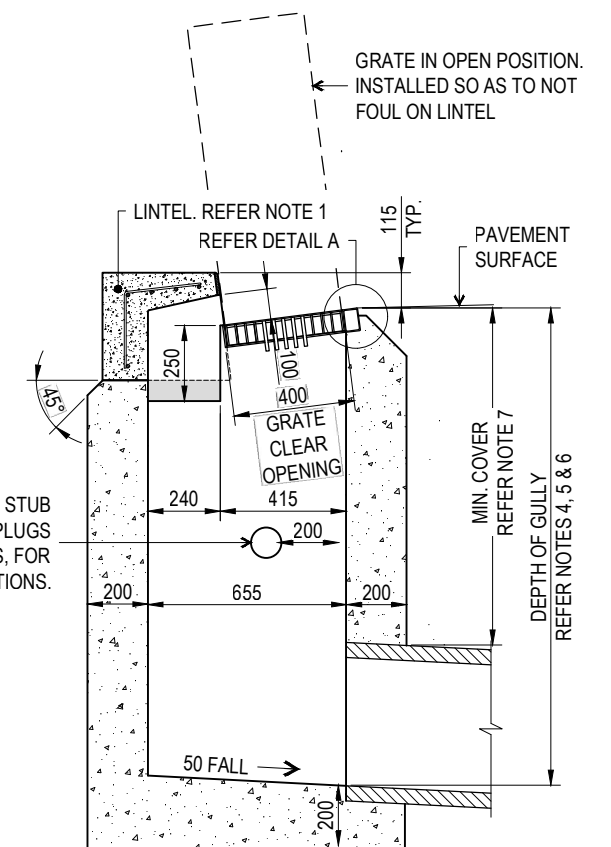 GRATE IN OPEN POSITION.
INSTALLED SO AS TO NOT
FOUL ON LINTEL
LINTEL. REFER NOTE 1
REFER DETAIL A
115
TYP.
PAVEMENT
SURFACE
250
45°
100
400
GRATE
CLEAR
OPENING
240
415
MIN. COVER
REFER NOTE 7
DEPTH OF GULLY
REFER NOTES 4, 5 & 6
STUB
PLUGS
S, FOR
TIONS.
200
200
655
200
50 FALL
200